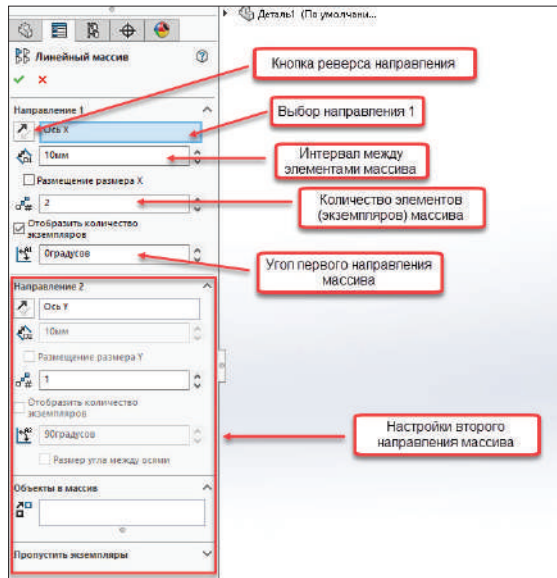 Деталь1 (По умолчани...
Линейный массив
Кнопка реверса направления
Направление 1
Ось X
Выбор направления 1
10мм
Интервал между
элементами массива
Размещение размера X
2
Количество элементов
(экземпляров) массива
Отобразить количество
экземпляров
0градусов
Угол первого направления
массива
Направление 2
Ось Y
10мм
Размещение размера Y
1
Отобразить количество
экземпляров
90градусов
Настройки второго
направления массива
Размер угла между осями
Объекты в массив
Пропустить экземпляры